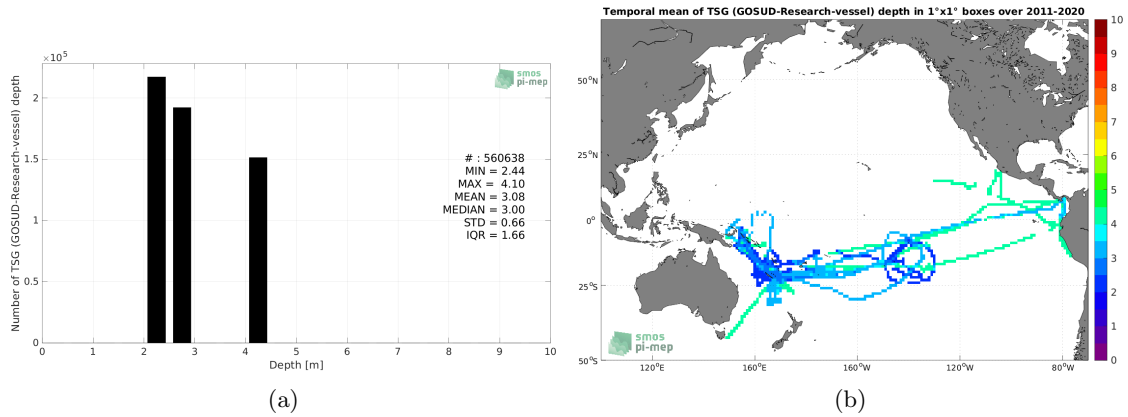 ×10⁵
Number of TSG (GOSUD-Research-vessel) depth
2
1.5
1
0.5
0
smos
pi-mep
# : 560638
MIN = 2.44
MAX = 4.10
MEAN = 3.08
MEDIAN = 3.00
STD = 0.66
IQR = 1.66
0 1 2 3 4 5 6 7 8 9 10
Depth [m]
(a)
Temporal mean of TSG (GOSUD-Research-vessel) depth in 1°x1° boxes over 2011-2020
50°N
25°N
0°
25°S
50°S
smos
pi-mep
120°E 160°E 160°W 120°W 80°W
10
9
8
7
6
5
4
3
2
1
0
(b)